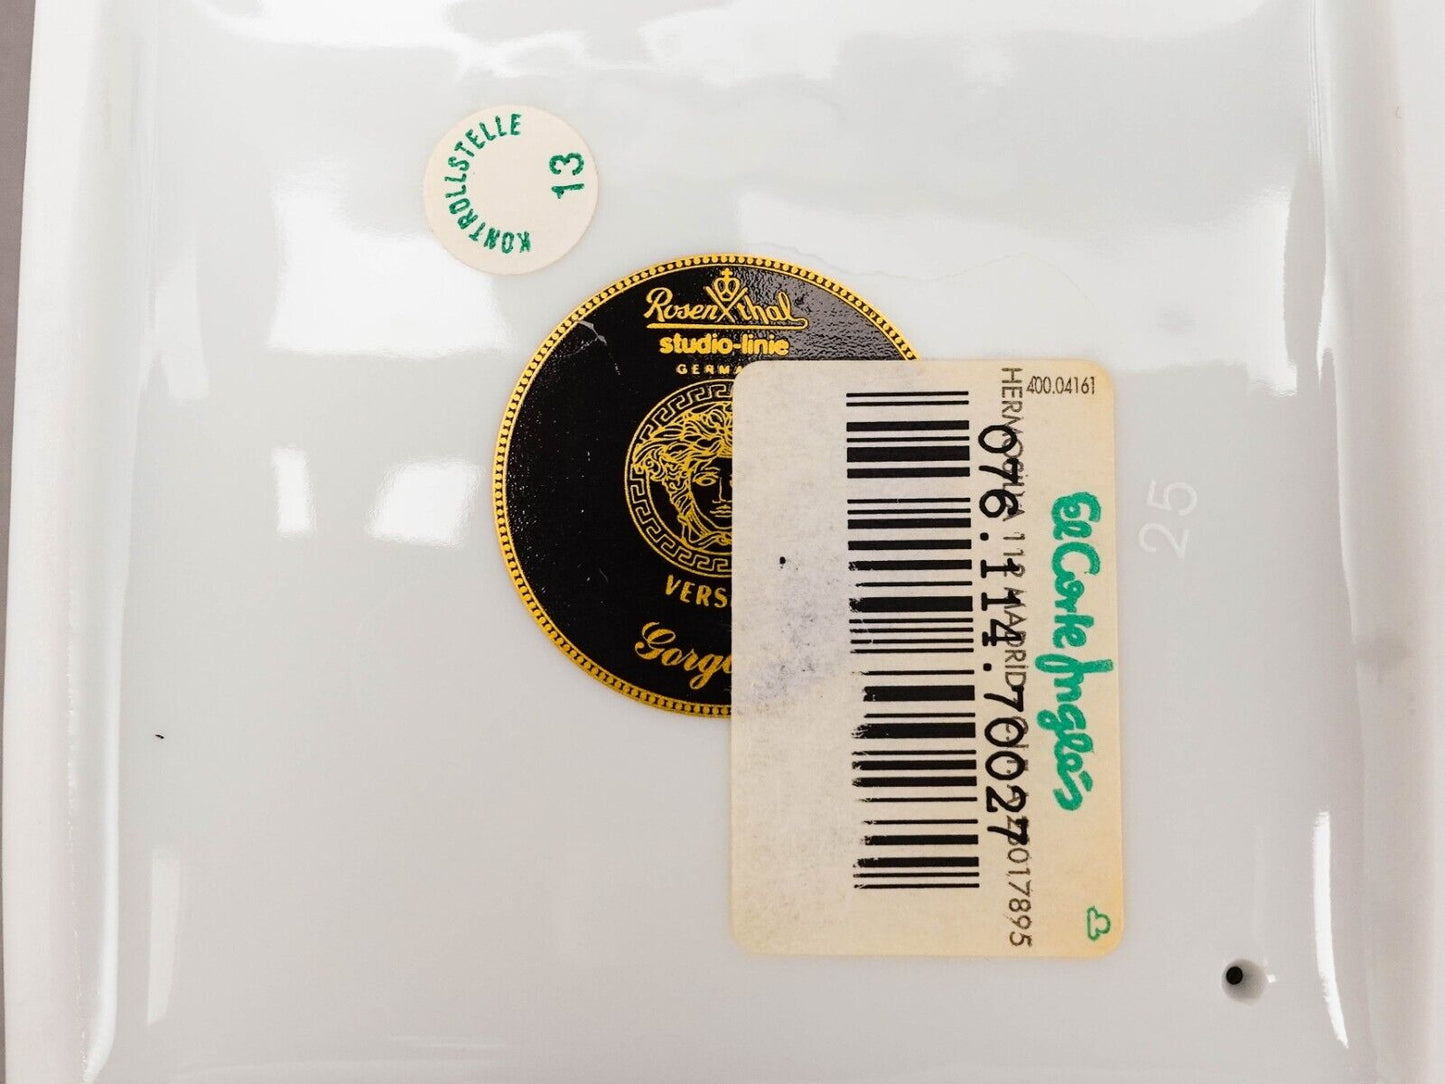 KONTROLLSTELLE
13
Rosenthal
studio-linie
GERMA
VERS
Gorg
400.04161
HERMOSILLA 112 MADRID
017895
076.114.70027
El Corte Inglés
25